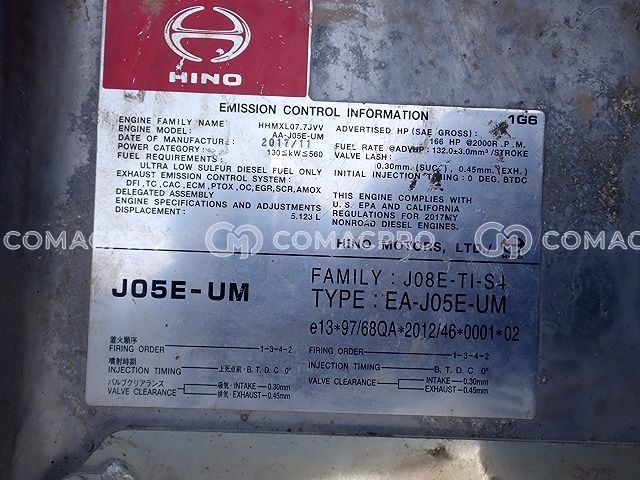 HINO
EMISSION CONTROL INFORMATION 1G6
ENGINE FAMILY NAME : HHMXL07.7JVV
ENGINE MODEL: AA-J05E-UM
DATE OF MANUFACTURE: 2017/11
POWER CATEGORY: 130≤kW≤560
FUEL REQUIREMENTS:
ULTRA LOW SULFUR DIESEL FUEL ONLY
EXHAUST EMISSION CONTROL SYSTEM :
DFI ,TC ,CAC ,ECM , PTOX , OC, EGR, SCR, AMOX
DELEGATED ASSEMBLY
ENGINE SPECIFICATIONS AND ADJUSTMENTS
DISPLACEMENT: 5.123 L
ADVERTISED HP (SAE GROSS) :
166 HP @2000R.P.M.
FUEL RATE @ADVHP: 132.0±3.0mm³/STROKE
VALVE LASH:
0.30mm. (SUCT.), 0.45mm. (EXH.)
INITIAL INJECTION TIMING: 0 DEG. BTDC
THIS ENGINE COMPLIES WITH
U.S. EPA AND CALIFORNIA
REGULATIONS FOR 2017MY
NONROAD DIESEL ENGINES.
HINO MOTORS, LTD.
COMACPRO COMACPRO COMACPRO
J05E-UM
FAMILY : J08E-TI-S4
TYPE : EA-J05E-UM
e13*97/68QA*2012/46*0001*02
着火順序
FIRING ORDER 1-3-4-2
噴射時期
INJECTION TIMING 上死点前・B.T.D.C 0°
バルブクリアランス
VALVE CLEARANCE 吸気・INTAKE-0.30mm
排気・EXHAUST-0.45mm
FIRING ORDER 1-3-4-2
INJECTION TIMING B.T.D.C. 0°
VALVE CLEARANCE INTAKE-0.30mm
EXHAUST-0.45mm